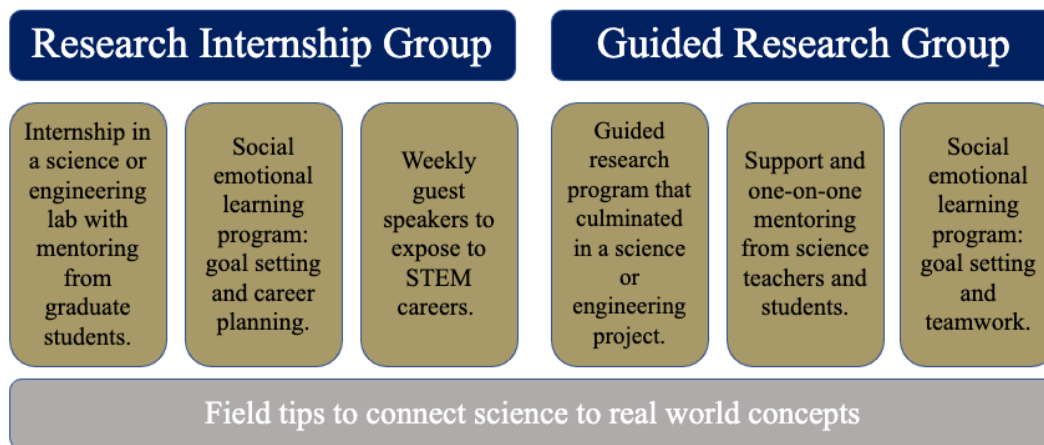 Research Internship Group
Guided Research Group
Internship in
a science or
engineering
lab with
mentoring
from
graduate
students.
Social
emotional
learning
program:
goal setting
and career
planning.
Weekly
guest
speakers to
expose to
STEM
careers.
Guided
research
program that
culminated
in a science
or
engineering
project.
Support and
one-on-one
mentoring
from science
teachers and
students.
Social
emotional
learning
program:
goal setting
and
teamwork.
Field tips to connect science to real world concepts